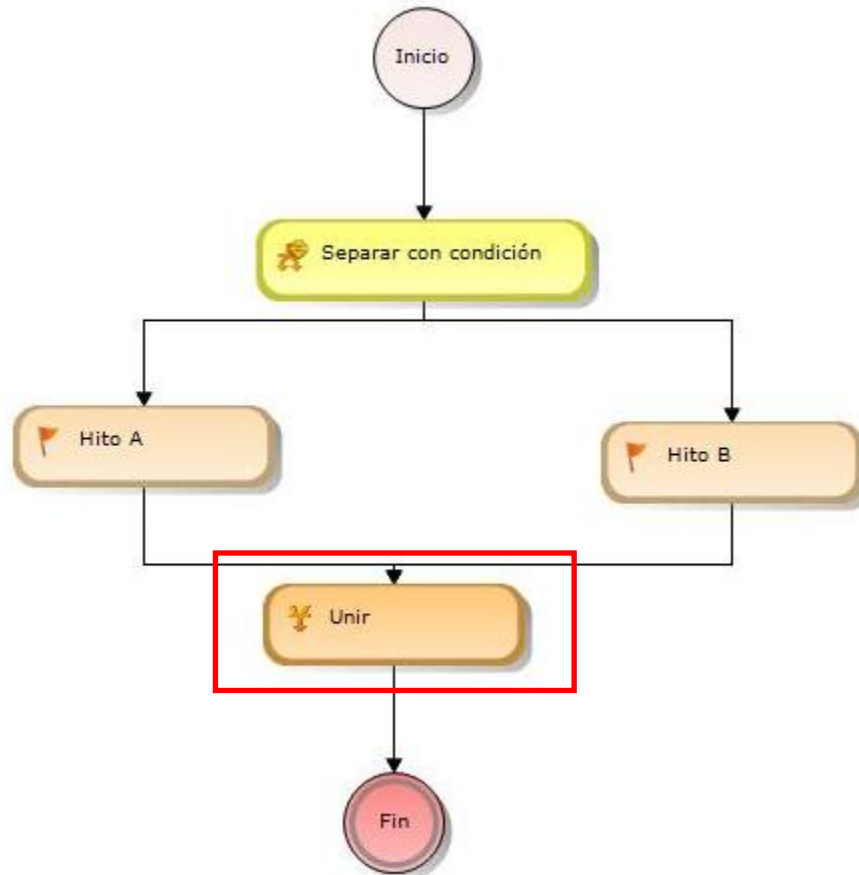 Inicio
Separar con condición
Hito A
Hito B
Unir
Fin